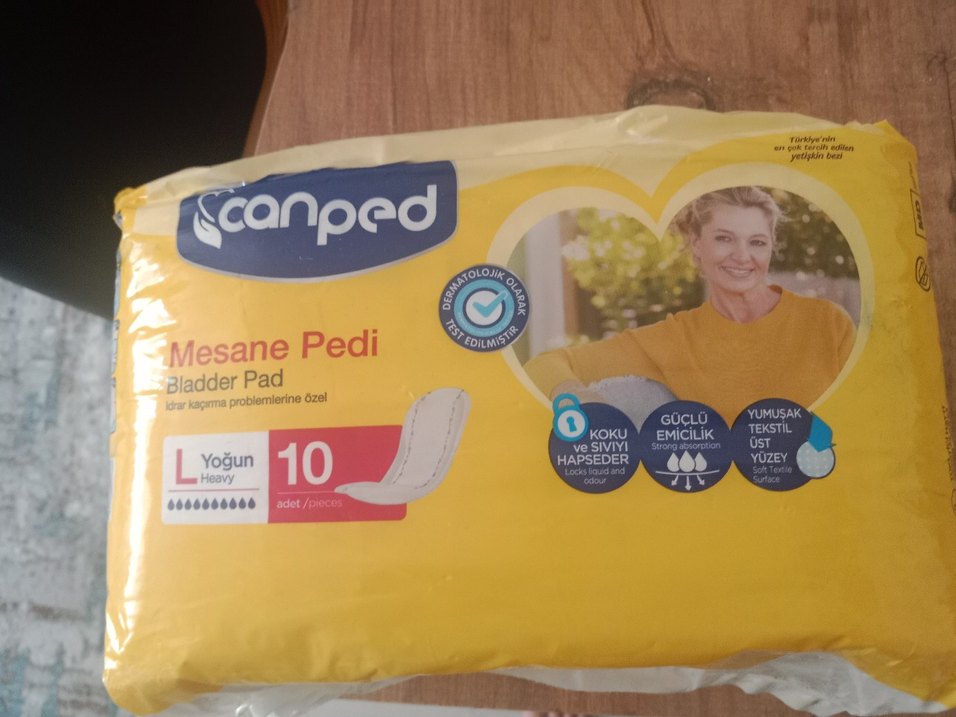 canped
Türkiye'nin
en çok tercih edilen
yetişkin bezi
MD
DERMATOLOJİK OLARAK
TEST EDİLMİŞTİR
Mesane Pedi
Bladder Pad
idrar kaçırma problemlerine özel
L Yoğun
Heavy
10
adet / pieces
KOKU
ve SIVIYI
HAPSEDER
Locks liquid and
odour
GÜÇLÜ
EMİCİLİK
Strong absorption
YUMUŞAK
TEKSTİL
ÜST
YÜZEY
Soft Textile
Surface